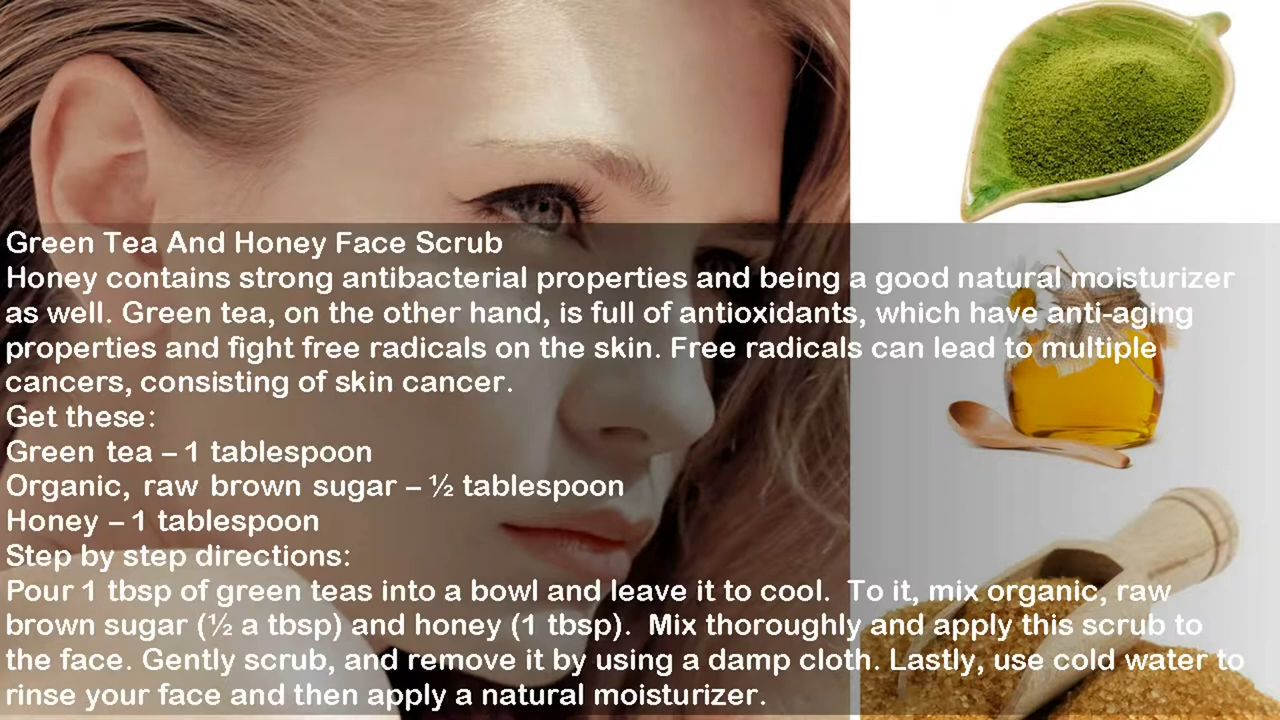 Green Tea And Honey Face Scrub
Honey contains strong antibacterial properties and being a good natural moisturizer
as well. Green tea, on the other hand, is full of antioxidants, which have anti-aging
properties and fight free radicals on the skin. Free radicals can lead to multiple
cancers, consisting of skin cancer.
Get these:
Green tea – 1 tablespoon
Organic, raw brown sugar – ½ tablespoon
Honey – 1 tablespoon
Step by step directions:
Pour 1 tbsp of green teas into a bowl and leave it to cool.  To it, mix organic, raw
brown sugar (½ a tbsp) and honey (1 tbsp).  Mix thoroughly and apply this scrub to
the face. Gently scrub, and remove it by using a damp cloth. Lastly, use cold water to
rinse your face and then apply a natural moisturizer.